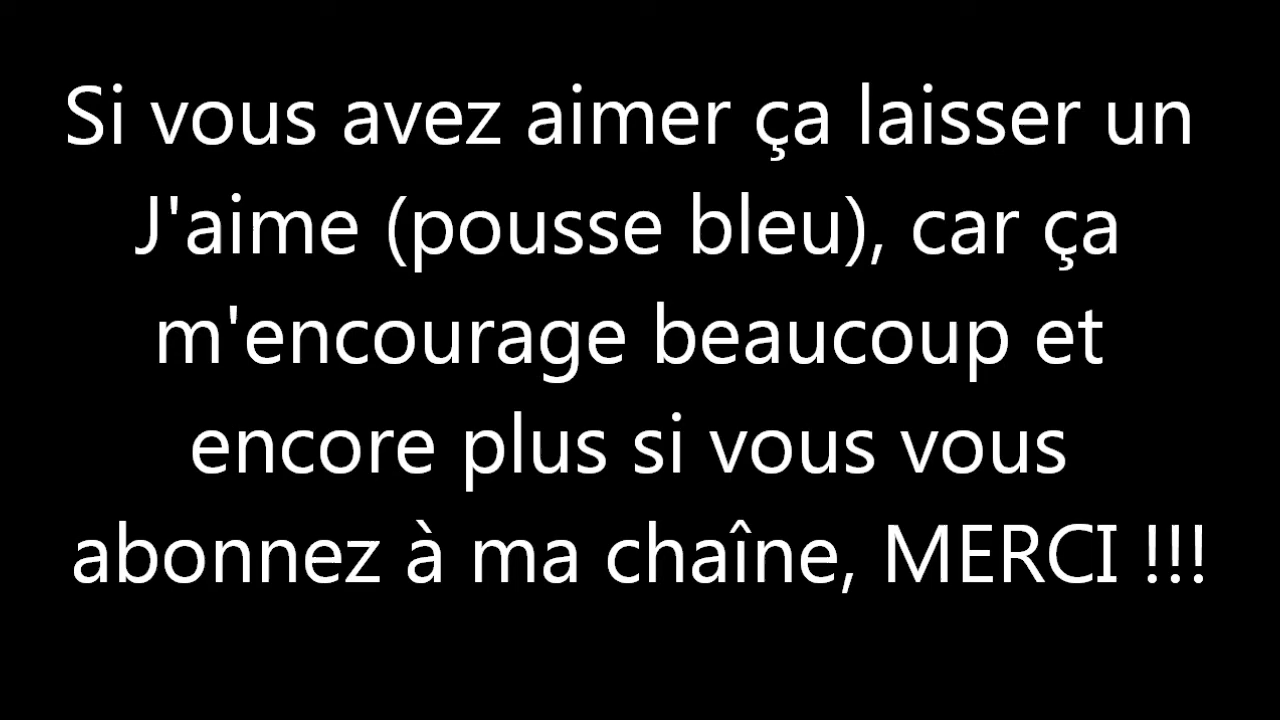 Si vous avez aimer ça laisser un
J'aime (pousse bleu), car ça
m'encourage beaucoup et
encore plus si vous vous
abonnez à ma chaîne, MERCI !!!